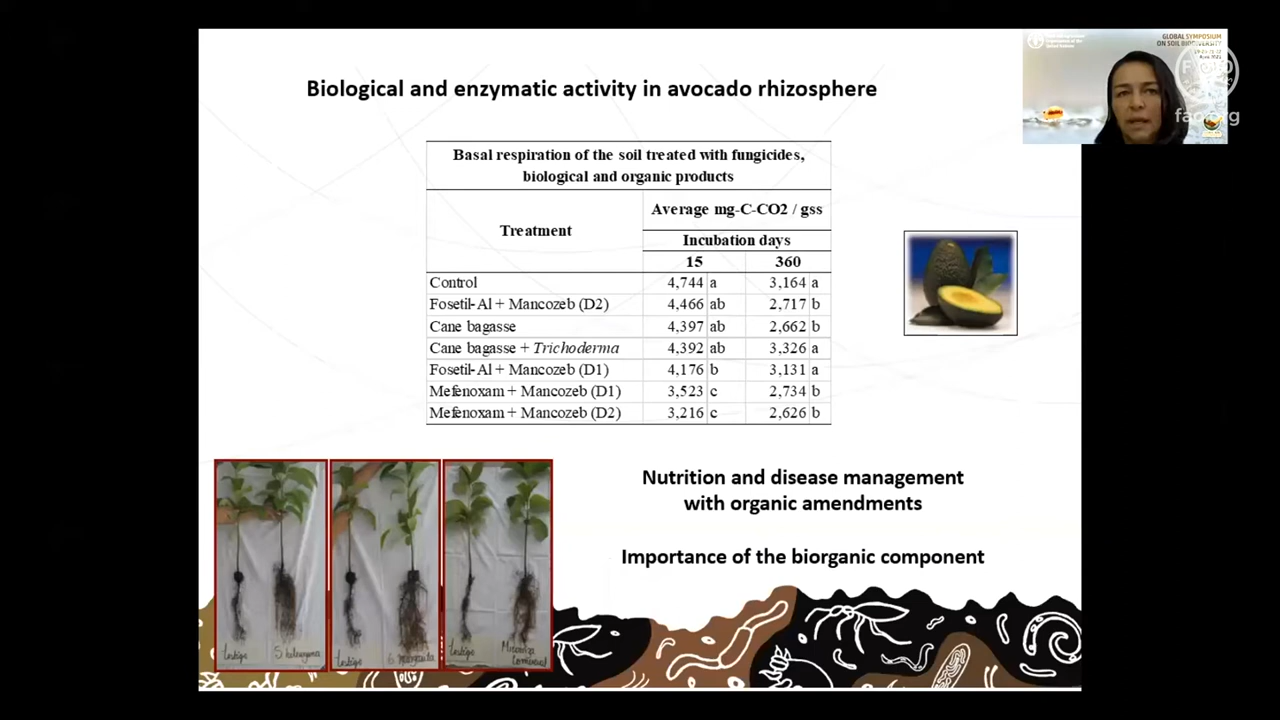 Biological and enzymatic activity in avocado rhizosphere
GLOBAL SYMPOSIUM
ON SOIL BIODIVERSITY
fao.org
Basal respiration of the soil treated with fungicides,
biological and organic products
Treatment
Average mg-C-CO2 / gss
Incubation days
15 360
Control 4,744 a 3,164 a
Fosetil-Al + Mancozeb (D2) 4,466 ab 2,717 b
Cane bagasse 4,397 ab 2,662 b
Cane bagasse + Trichoderma 4,392 ab 3,326 a
Fosetil-Al + Mancozeb (D1) 4,176 b 3,131 a
Mefenoxam + Mancozeb (D1) 3,523 c 2,734 b
Mefenoxam + Mancozeb (D2) 3,216 c 2,626 b
Nutrition and disease management
with organic amendments
Importance of the biorganic component
testigo
testigo
testigo